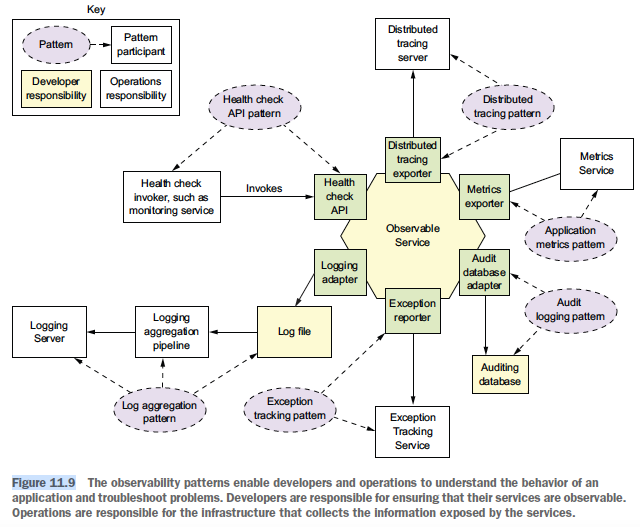 Key
Pattern
Pattern
participant
Developer
responsibility
Operations
responsibility
Distributed
tracing
server
Health check
API pattern
Distributed
tracing pattern
Distributed
tracing
exporter
Metrics
Service
Health check
invoker, such as
monitoring service
Invokes
Health
check
API
Metrics
exporter
Observable
Service
Application
metrics pattern
Logging
adapter
Audit
database
adapter
Exception
reporter
Audit
logging pattern
Logging
Server
Logging
aggregation
pipeline
Log file
Auditing
database
Log aggregation
pattern
Exception
tracking pattern
Exception
Tracking
Service
Figure 11.9 The observability patterns enable developers and operations to understand the behavior of an
application and troubleshoot problems. Developers are responsible for ensuring that their services are observable.
Operations are responsible for the infrastructure that collects the information exposed by the services.